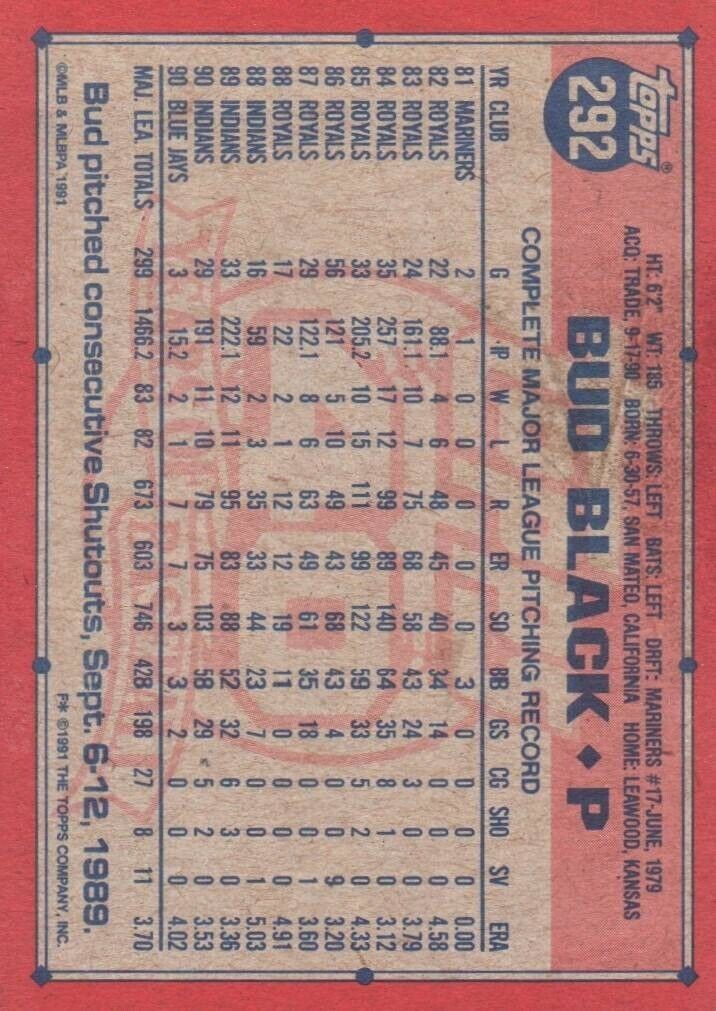 TOPPS®
292
HT: 6'2" WT: 185 THROWS: LEFT BATS: LEFT DRFT: MARINERS #17-JUNE, 1979
ACQ: TRADE, 9-17-90 BORN: 6-30-57, SAN MATEO, CALIFORNIA HOME: LEAWOOD, KANSAS
BUD BLACK ♦ P
COMPLETE MAJOR LEAGUE PITCHING RECORD
YR CLUB G IP W L R ER SO BB GS CG SHO SV ERA
81 MARINERS 2 1 0 0 0 0 0 3 0 0 0 0 0.00
82 ROYALS 22 88.1 4 6 48 45 40 34 14 0 0 0 4.58
83 ROYALS 24 161.1 10 7 75 68 58 43 24 3 0 0 3.79
84 ROYALS 35 257 17 12 99 89 140 64 35 8 1 0 3.12
85 ROYALS 33 205.2 10 15 111 99 122 59 33 5 2 0 4.33
86 ROYALS 56 121 5 10 49 43 68 43 4 0 0 9 3.20
87 ROYALS 29 122.1 8 6 63 49 61 35 18 0 0 1 3.60
88 ROYALS 17 22 2 1 12 12 19 11 0 0 0 0 4.91
88 INDIANS 16 59 2 3 35 33 44 23 7 0 0 1 5.03
89 INDIANS 33 222.1 12 11 95 83 88 52 32 6 3 0 3.36
90 INDIANS 29 191 11 10 79 75 103 58 29 5 2 0 3.53
90 BLUE JAYS 3 15.2 2 1 7 7 3 3 2 0 0 0 4.02
MAJ. LEA. TOTALS 299 1466.2 83 82 673 603 746 428 198 27 8 11 3.70
Bud pitched consecutive Shutouts, Sept. 6-12, 1989.
©MLB & MLBPA 1991 F* ©1991 THE TOPPS COMPANY, INC.